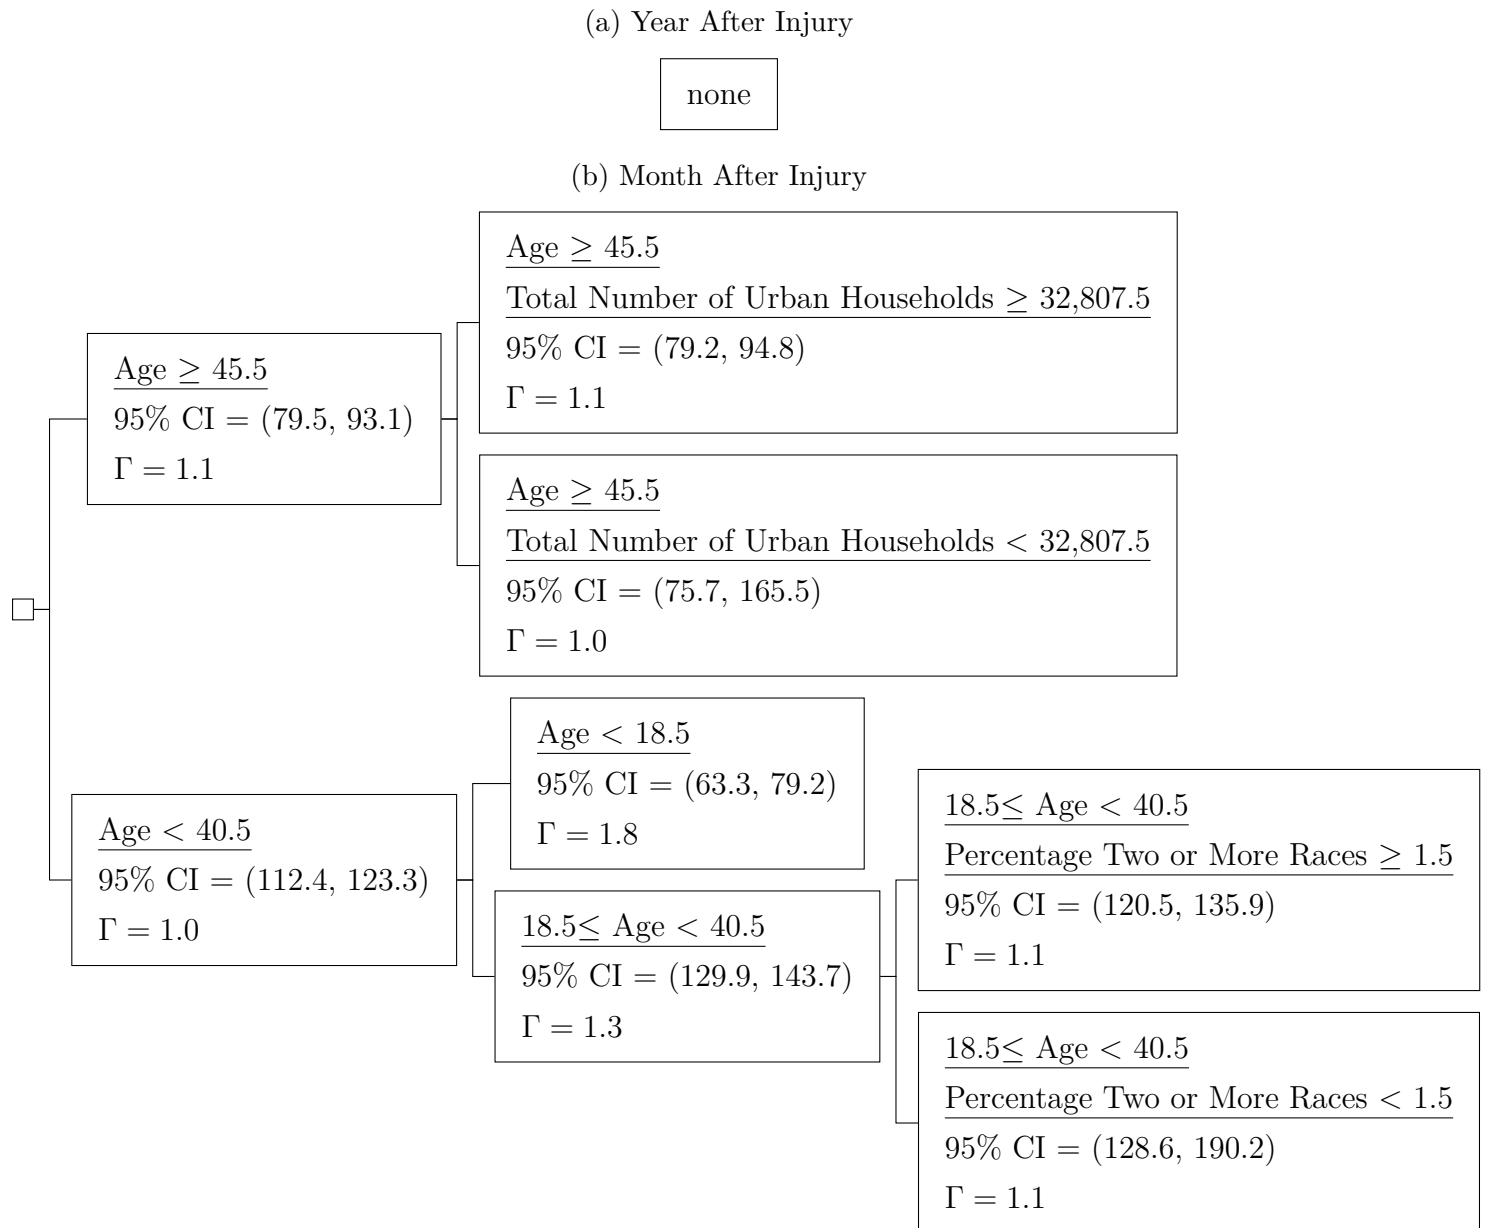 (a) Year After Injury
none
(b) Month After Injury
Age ≥ 45.5
Total Number of Urban Households ≥ 32,807.5
95% CI = (79.2, 94.8)
Γ = 1.1
Age ≥ 45.5
95% CI = (79.5, 93.1)
Γ = 1.1
Age ≥ 45.5
Total Number of Urban Households < 32,807.5
95% CI = (75.7, 165.5)
Γ = 1.0
Age < 18.5
95% CI = (63.3, 79.2)
Γ = 1.8
Age < 40.5
95% CI = (112.4, 123.3)
Γ = 1.0
18.5≤ Age < 40.5
95% CI = (129.9, 143.7)
Γ = 1.3
18.5≤ Age < 40.5
Percentage Two or More Races ≥ 1.5
95% CI = (120.5, 135.9)
Γ = 1.1
18.5≤ Age < 40.5
Percentage Two or More Races < 1.5
95% CI = (128.6, 190.2)
Γ = 1.1